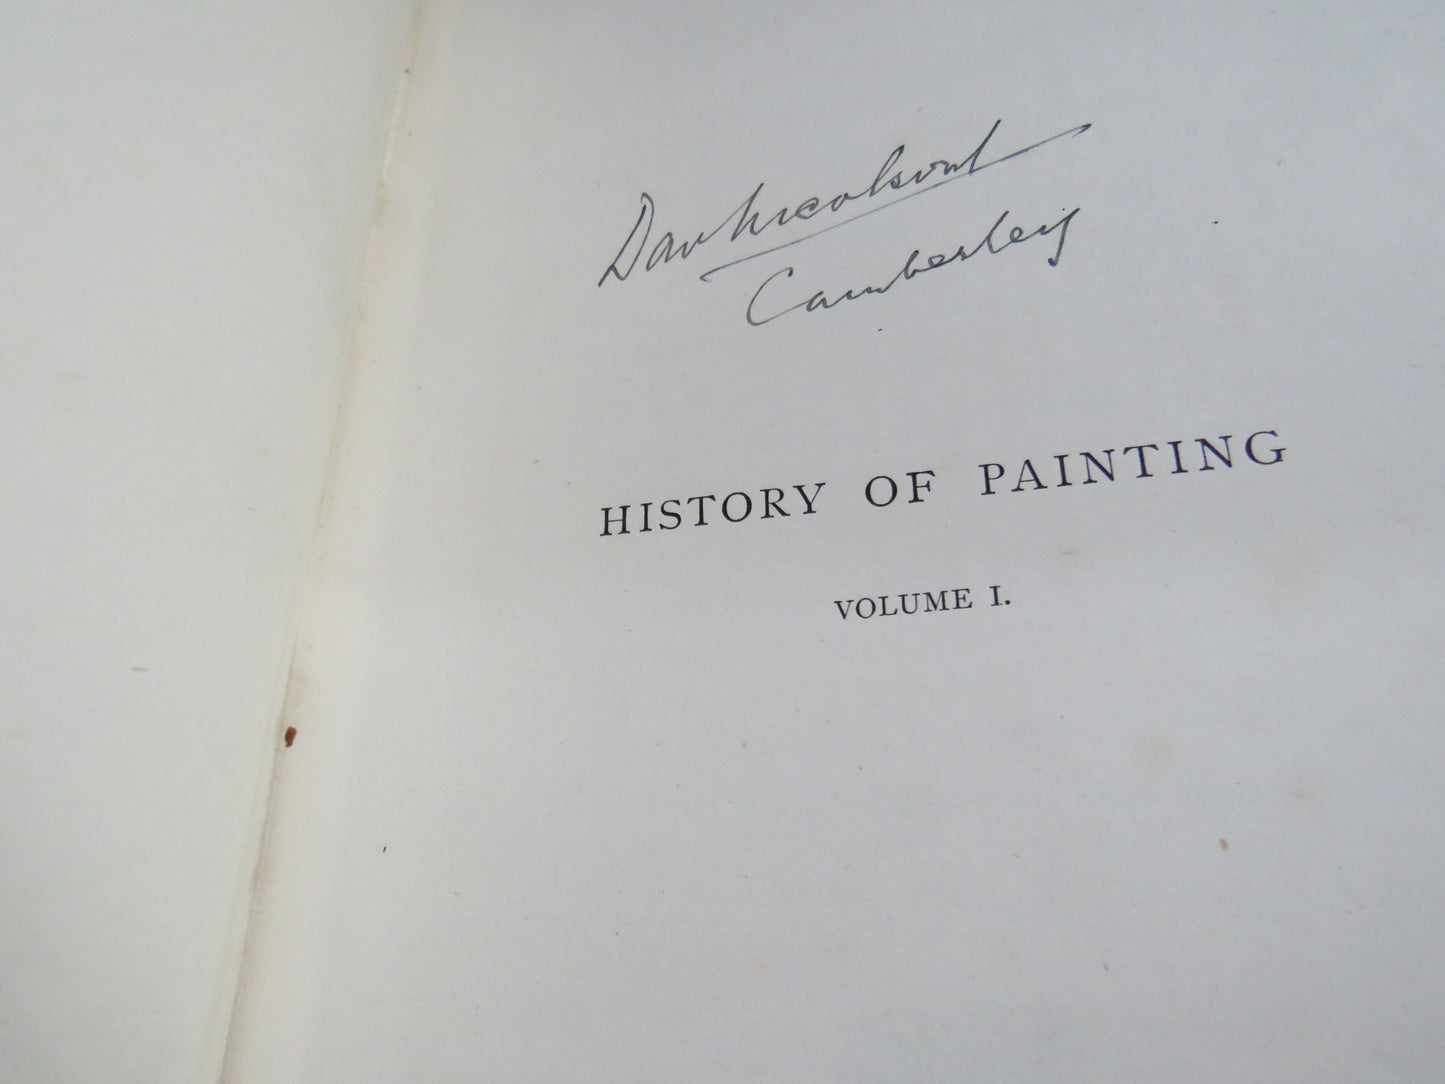 Camberley
HISTORY OF PAINTING
VOLUME I.